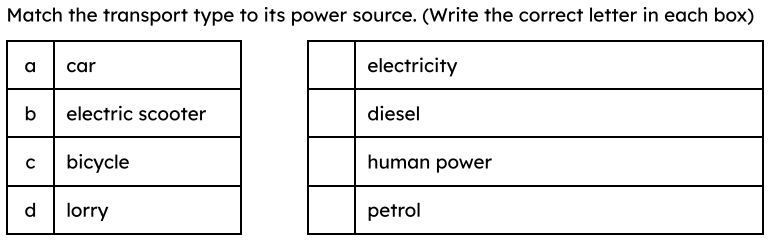 Match the transport type to its power source. (Write the correct letter in each box)
a car electricity
b electric scooter diesel
c bicycle human power
d lorry petrol